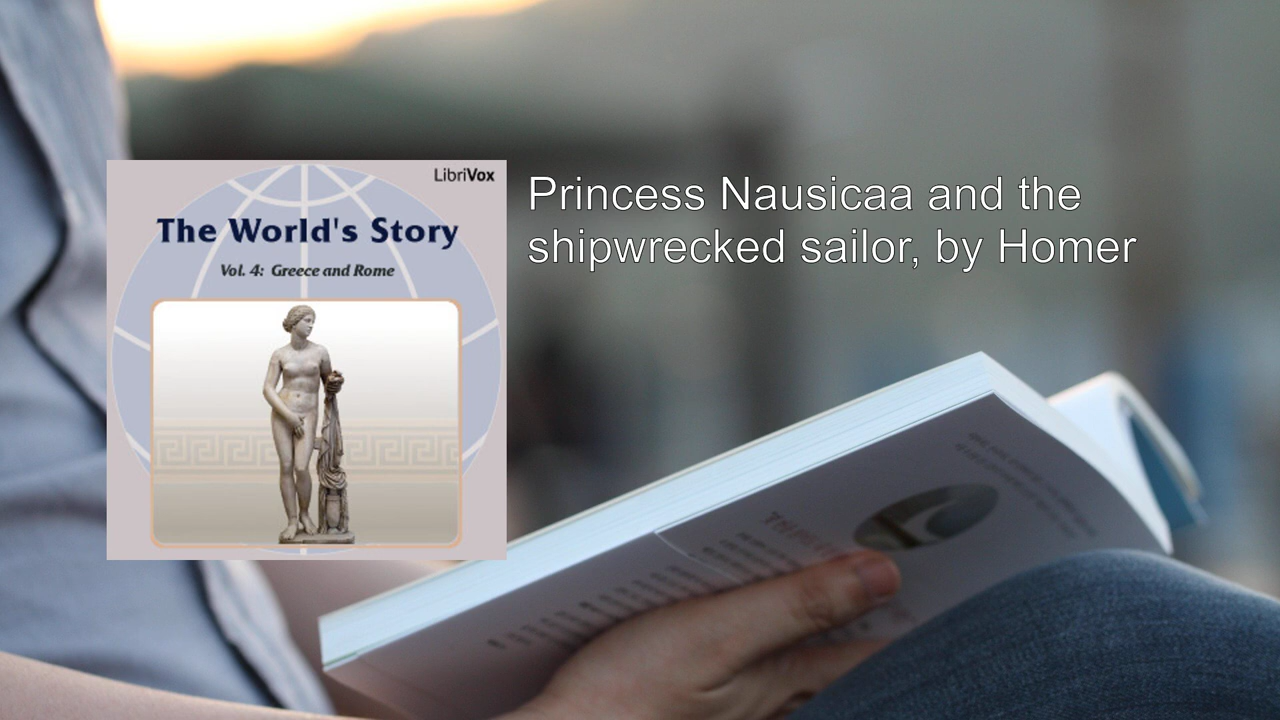 LibriVox
The World's Story
Vol. 4: Greece and Rome
Princess Nausicaa and the
shipwrecked sailor, by Homer